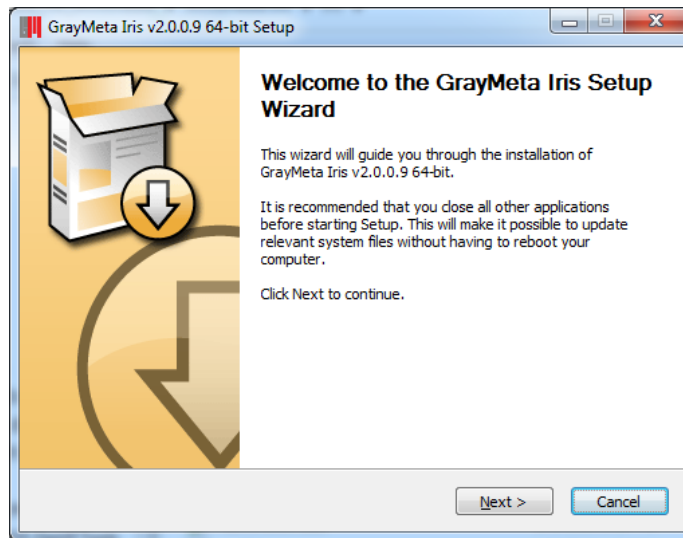 GrayMeta Iris v2.0.0.9 64-bit Setup
Welcome to the GrayMeta Iris Setup
Wizard
This wizard will guide you through the installation of
GrayMeta Iris v2.0.0.9 64-bit.
It is recommended that you close all other applications
before starting Setup. This will make it possible to update
relevant system files without having to reboot your
computer.
Click Next to continue.
Next >
Cancel